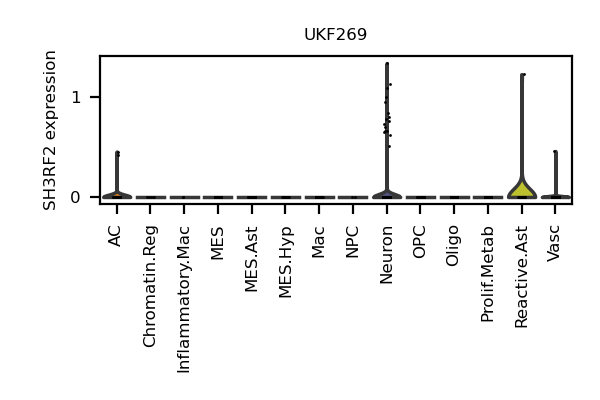 UKF269
SH3RF2 expression
1
0
AC
Chromatin.Reg
Inflammatory.Mac
MES
MES.Ast
MES.Hyp
Mac
NPC
Neuron
OPC
Oligo
Prolif.Metab
Reactive.Ast
Vasc